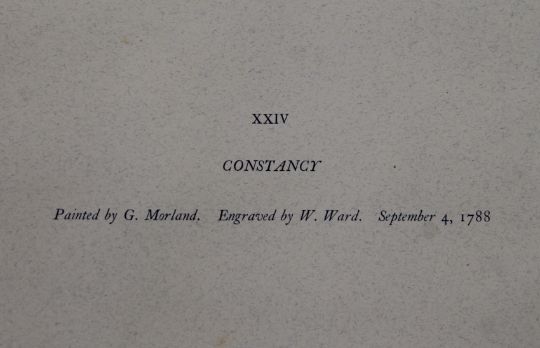 XXIV
CONSTANCY
Painted by G. Morland. Engraved by W. Ward. September 4, 1788